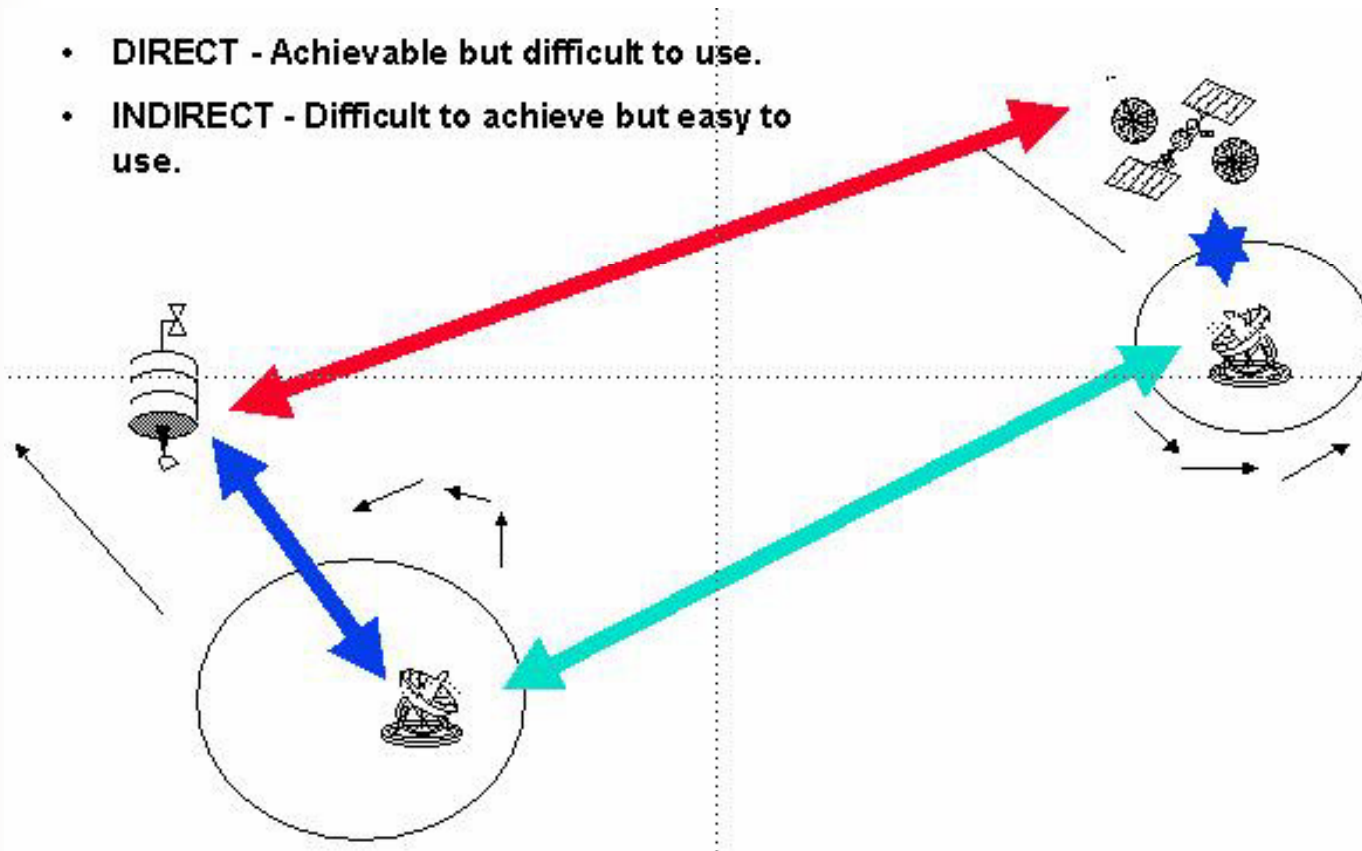 • DIRECT - Achievable but difficult to use.
• INDIRECT - Difficult to achieve but easy to
use.